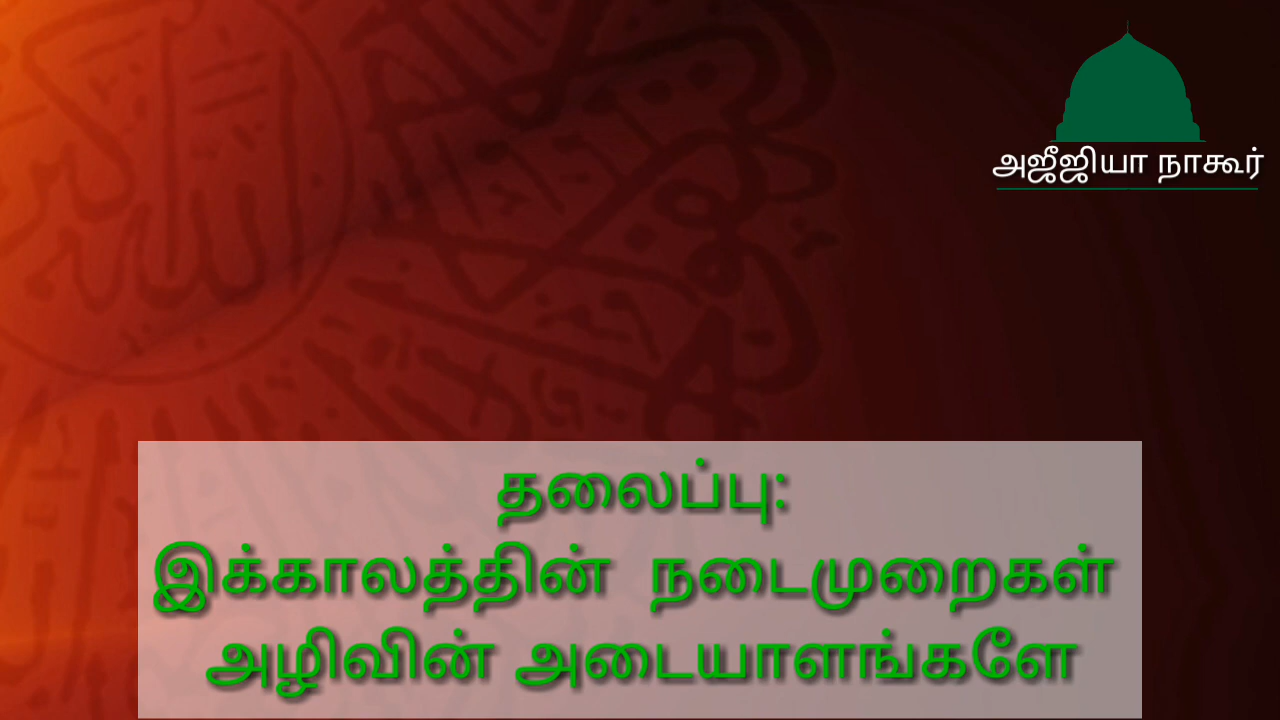 அஜீஜியா நாகூர்
தலைப்பு:
இக்காலத்தின் நடைமுறைகள்
அழிவின் அடையாளங்களே